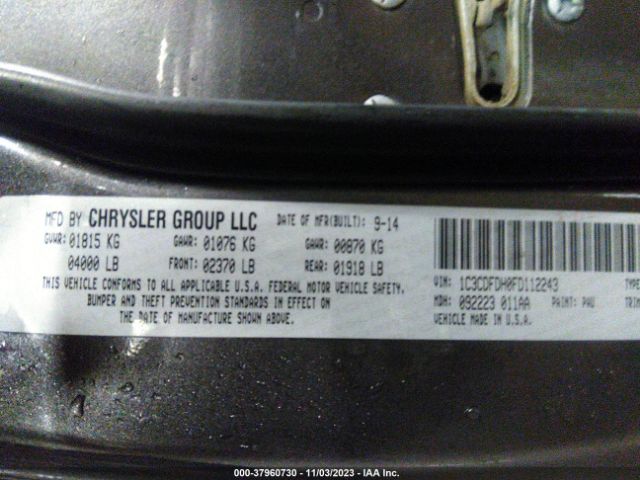 MFD BY CHRYSLER GROUP LLC DATE OF MFR(BUILT): 9-14
GVWR: 01815 KG GAWR: 01076 KG GAWR: 00870 KG
04000 LB FRONT: 02370 LB REAR: 01918 LB
THIS VEHICLE CONFORMS TO ALL APPLICABLE U.S.A. FEDERAL MOTOR VEHICLE SAFETY,
BUMPER AND THEFT PREVENTION STANDARDS IN EFFECT ON
THE DATE OF MANUFACTURE SHOWN ABOVE.
VIN: 1C3CDFDH0FD112243 TYPE
MDH: 092223 011AA PAINT: PAU TRIM
VEHICLE MADE IN U.S.A.
000-37960730 - 11/03/2023 - IAA Inc.